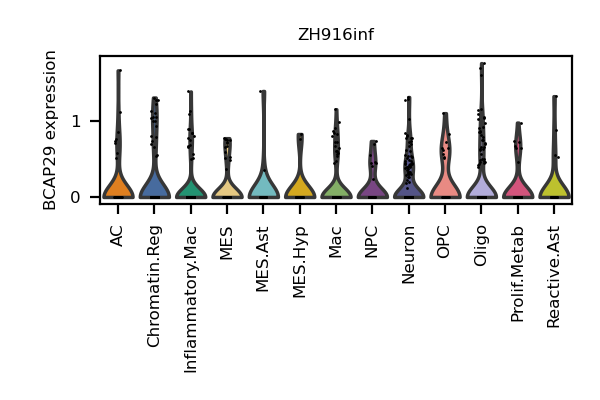 ZH916inf
BCAP29 expression
1
0
AC
Chromatin.Reg
Inflammatory.Mac
MES
MES.Ast
MES.Hyp
Mac
NPC
Neuron
OPC
Oligo
Prolif.Metab
Reactive.Ast